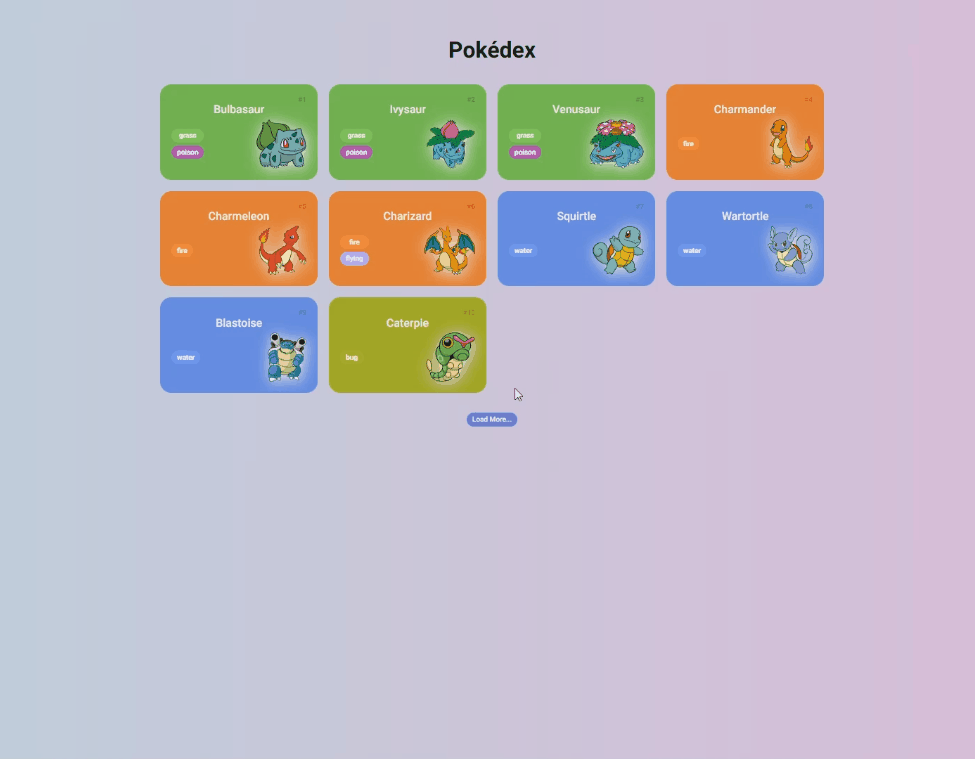 Pokédex
#1
Bulbasaur
grass
poison
#2
Ivysaur
grass
poison
#3
Venusaur
grass
poison
#4
Charmander
fire
#5
Charmeleon
fire
#6
Charizard
fire
flying
#7
Squirtle
water
#8
Wartortle
water
#9
Blastoise
water
#10
Caterpie
bug
Load More...